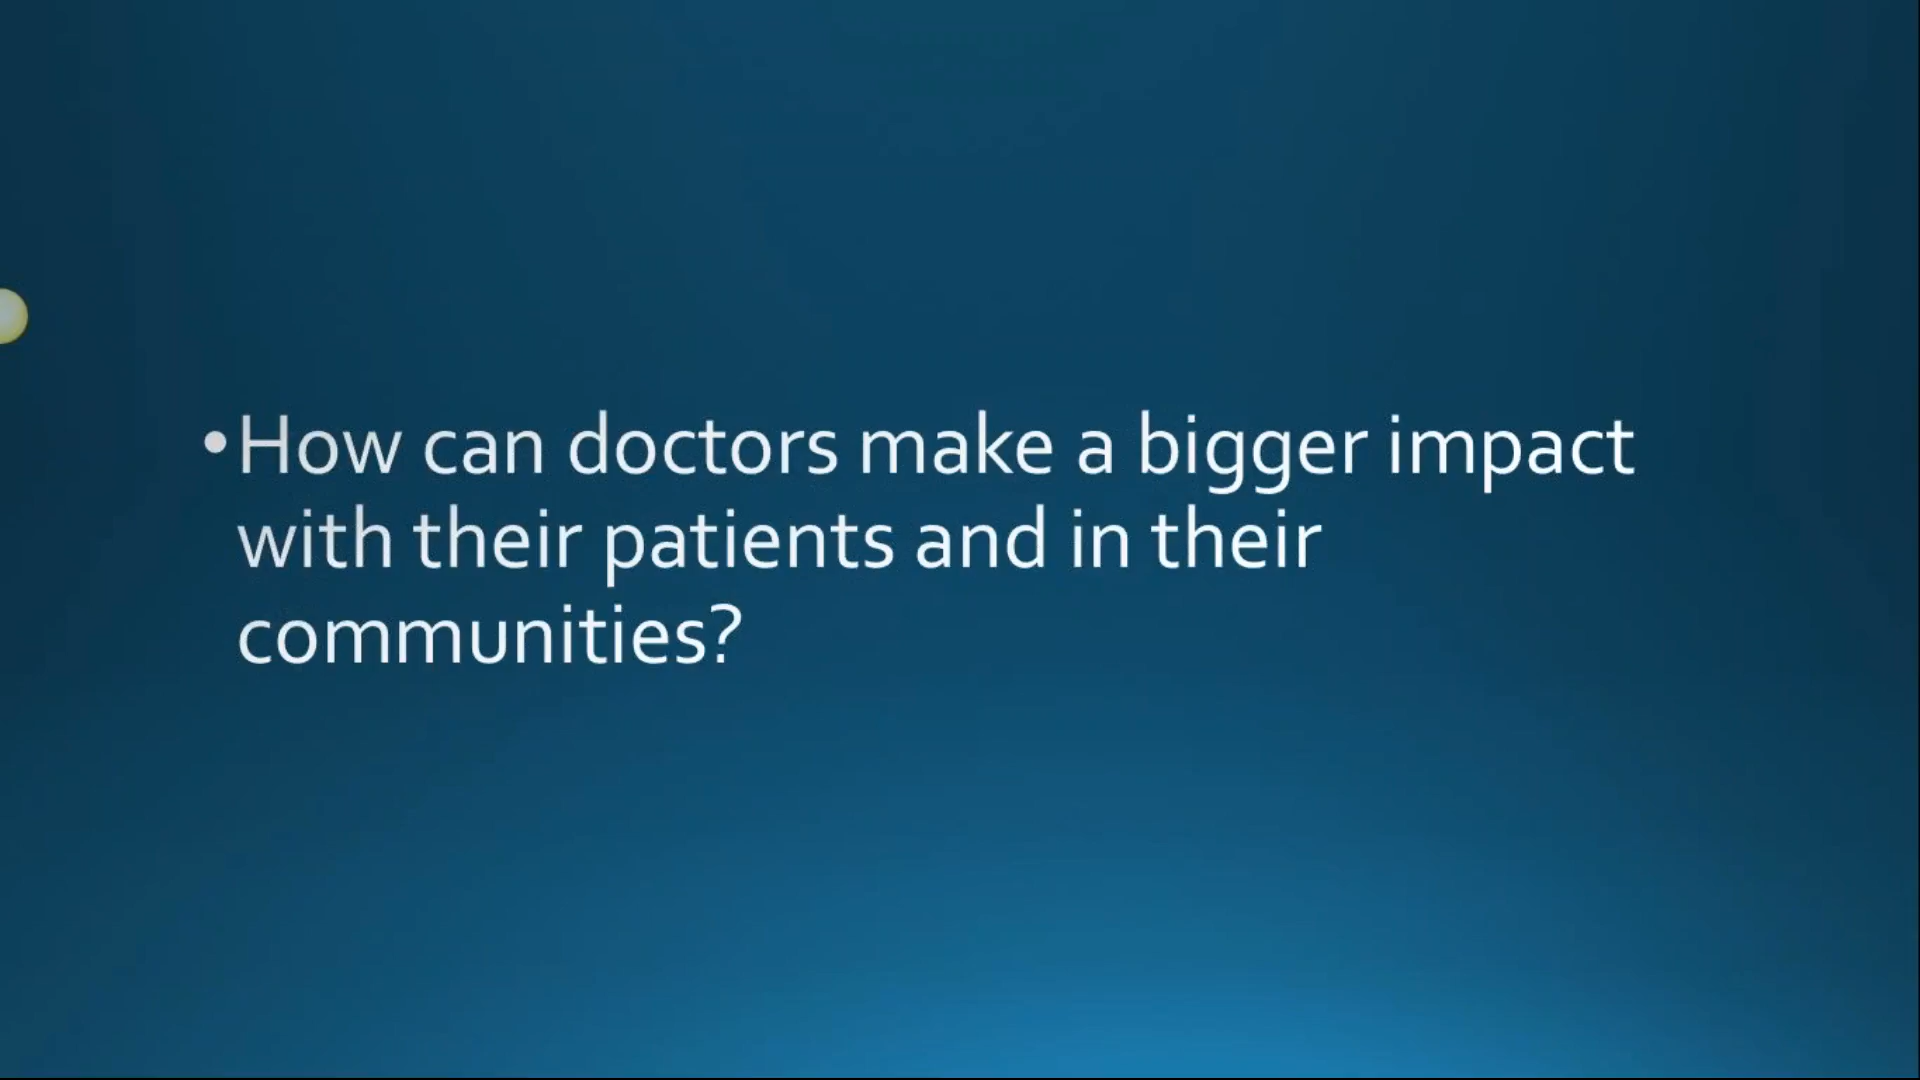 •How can doctors make a bigger impact
with their patients and in their
communities?